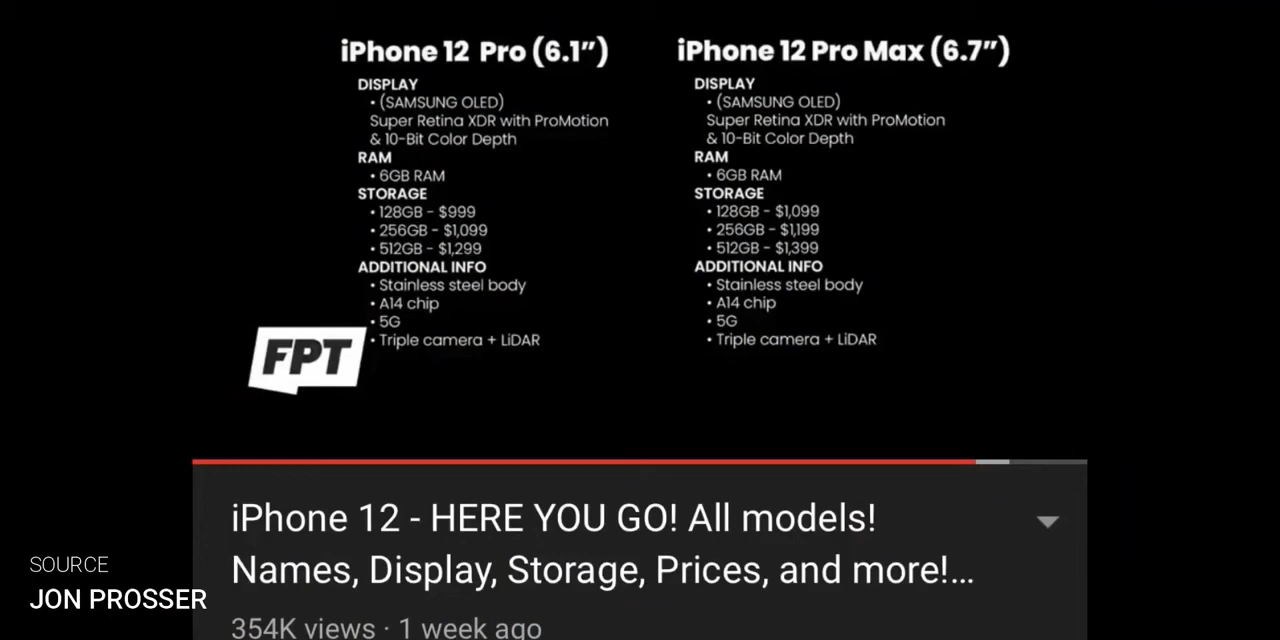 iPhone 12 Pro (6.1”)
DISPLAY
• (SAMSUNG OLED)
Super Retina XDR with ProMotion
& 10-Bit Color Depth
RAM
• 6GB RAM
STORAGE
• 128GB - $999
• 256GB - $1,099
• 512GB - $1,299
ADDITIONAL INFO
• Stainless steel body
• A14 chip
• 5G
• Triple camera + LiDAR
iPhone 12 Pro Max (6.7”)
DISPLAY
• (SAMSUNG OLED)
Super Retina XDR with ProMotion
& 10-Bit Color Depth
RAM
• 6GB RAM
STORAGE
• 128GB - $1,099
• 256GB - $1,199
• 512GB - $1,399
ADDITIONAL INFO
• Stainless steel body
• A14 chip
• 5G
• Triple camera + LiDAR
FPT
iPhone 12 - HERE YOU GO! All models!
Names, Display, Storage, Prices, and more!...
354K views · 1 week ago
SOURCE
JON PROSSER